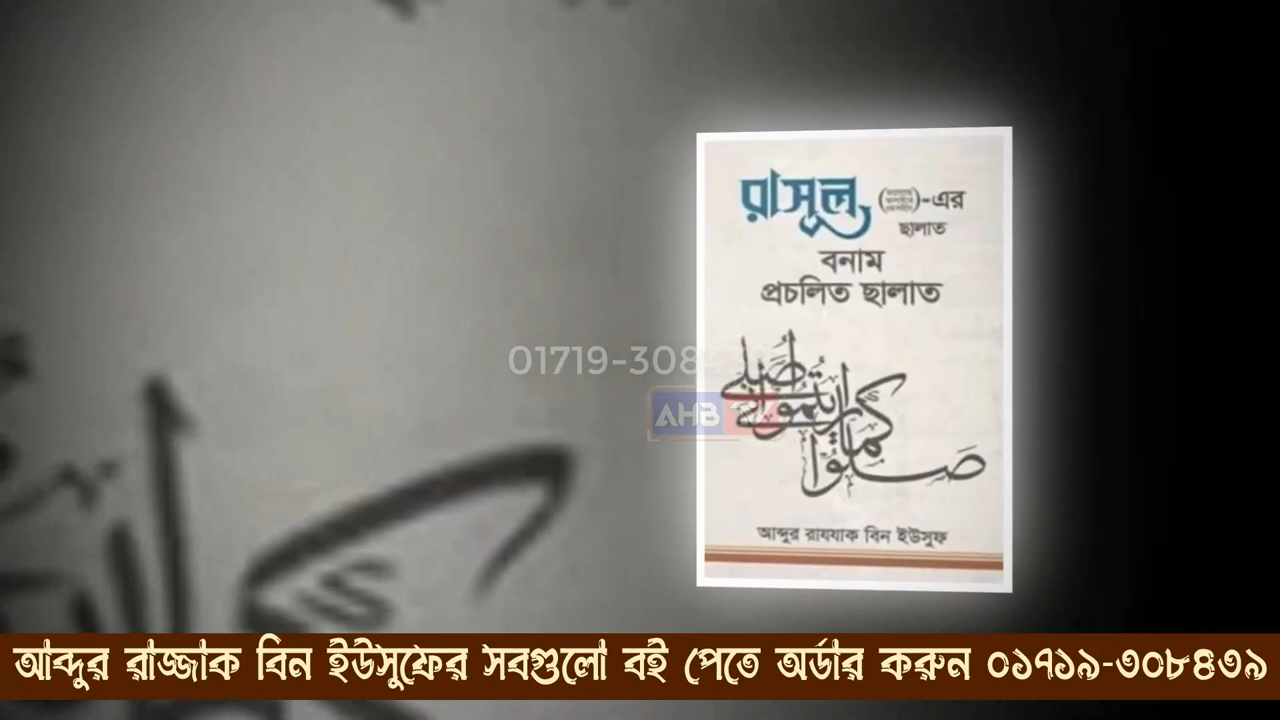 রাসূল ()-এর
ছালাত
বনাম
প্রচলিত ছালাত
صلوا كما رأيتموني أصلي
আব্দুর রাযযাক বিন ইউসুফ
01719-308
AHB
আব্দুর রাজ্জাক বিন ইউসুফের সবগুলো বই পেতে অর্ডার করুন ০১৭১৯-৩০৮৪৩৯